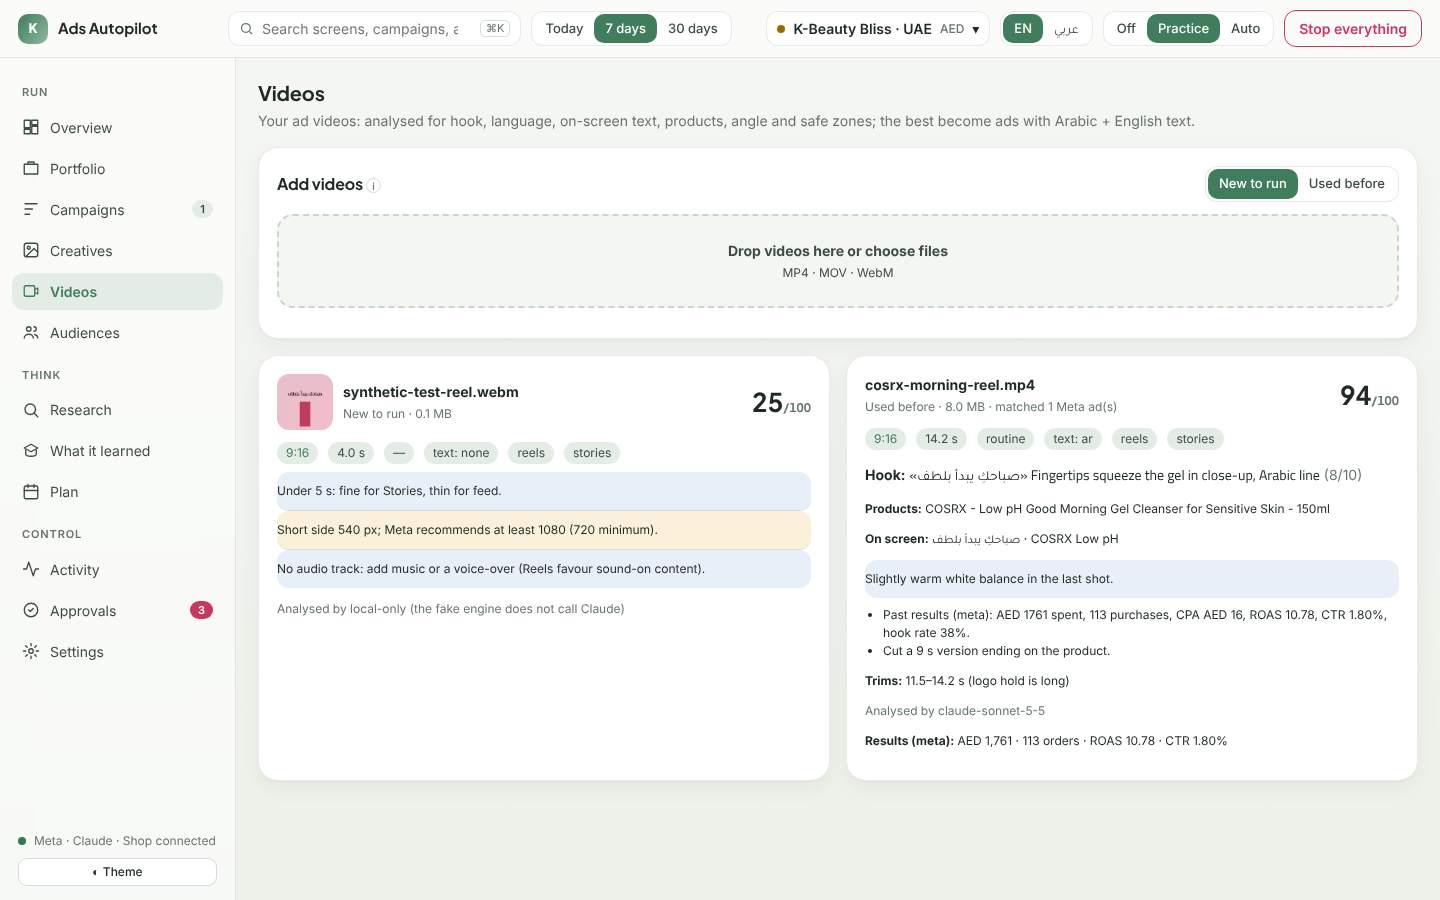 K
Ads Autopilot
Search screens, campaigns, a
⌘K
Today
7 days
30 days
K-Beauty Bliss · UAE AED ▾
EN
عربي
Off
Practice
Auto
Stop everything
RUN
Overview
Portfolio
Campaigns
1
Creatives
Videos
Audiences
THINK
Research
What it learned
Plan
CONTROL
Activity
Approvals
3
Settings
Meta · Claude · Shop connected
Theme
Videos
Your ad videos: analysed for hook, language, on-screen text, products, angle and safe zones; the best become ads with Arabic + English text.
Add videos i
New to run
Used before
Drop videos here or choose files
MP4 · MOV · WebM
synthetic-test-reel.webm
New to run · 0.1 MB
25/100
9:16
4.0 s
—
text: none
reels
stories
Under 5 s: fine for Stories, thin for feed.
Short side 540 px; Meta recommends at least 1080 (720 minimum).
No audio track: add music or a voice-over (Reels favour sound-on content).
Analysed by local-only (the fake engine does not call Claude)
cosrx-morning-reel.mp4
Used before · 8.0 MB · matched 1 Meta ad(s)
94/100
9:16
14.2 s
routine
text: ar
reels
stories
Hook: «صباحكِ يبدأ بلطف» Fingertips squeeze the gel in close-up, Arabic line (8/10)
Products: COSRX - Low pH Good Morning Gel Cleanser for Sensitive Skin - 150ml
On screen: صباحكِ يبدأ بلطف · COSRX Low pH
Slightly warm white balance in the last shot.
• Past results (meta): AED 1761 spent, 113 purchases, CPA AED 16, ROAS 10.78, CTR 1.80%,
hook rate 38%.
• Cut a 9 s version ending on the product.
Trims: 11.5–14.2 s (logo hold is long)
Analysed by claude-sonnet-5-5
Results (meta): AED 1,761 · 113 orders · ROAS 10.78 · CTR 1.80%